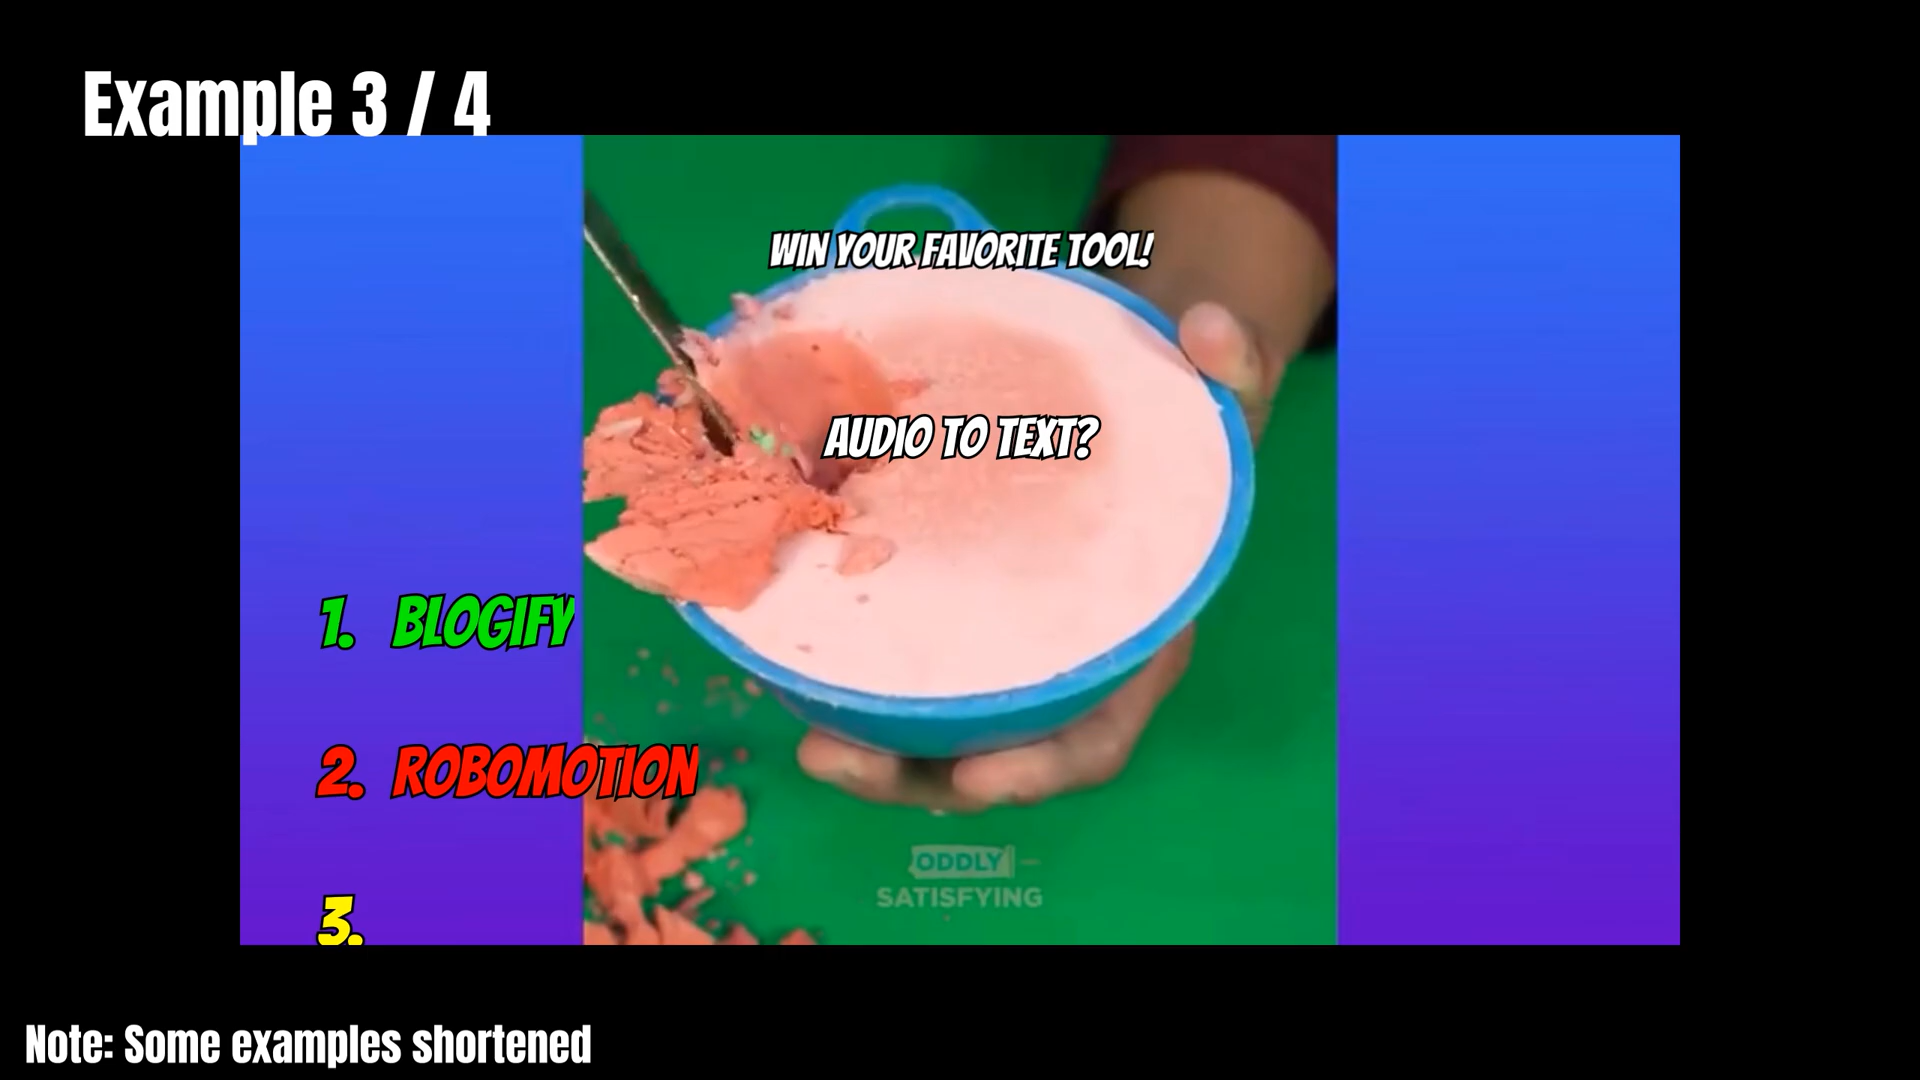 Example 3 / 4
WIN YOUR FAVORITE TOOL!
AUDIO TO TEXT?
1. BLOGIFY
2. ROBOMOTION
3.
ODDLY
SATISFYING
Note: Some examples shortened